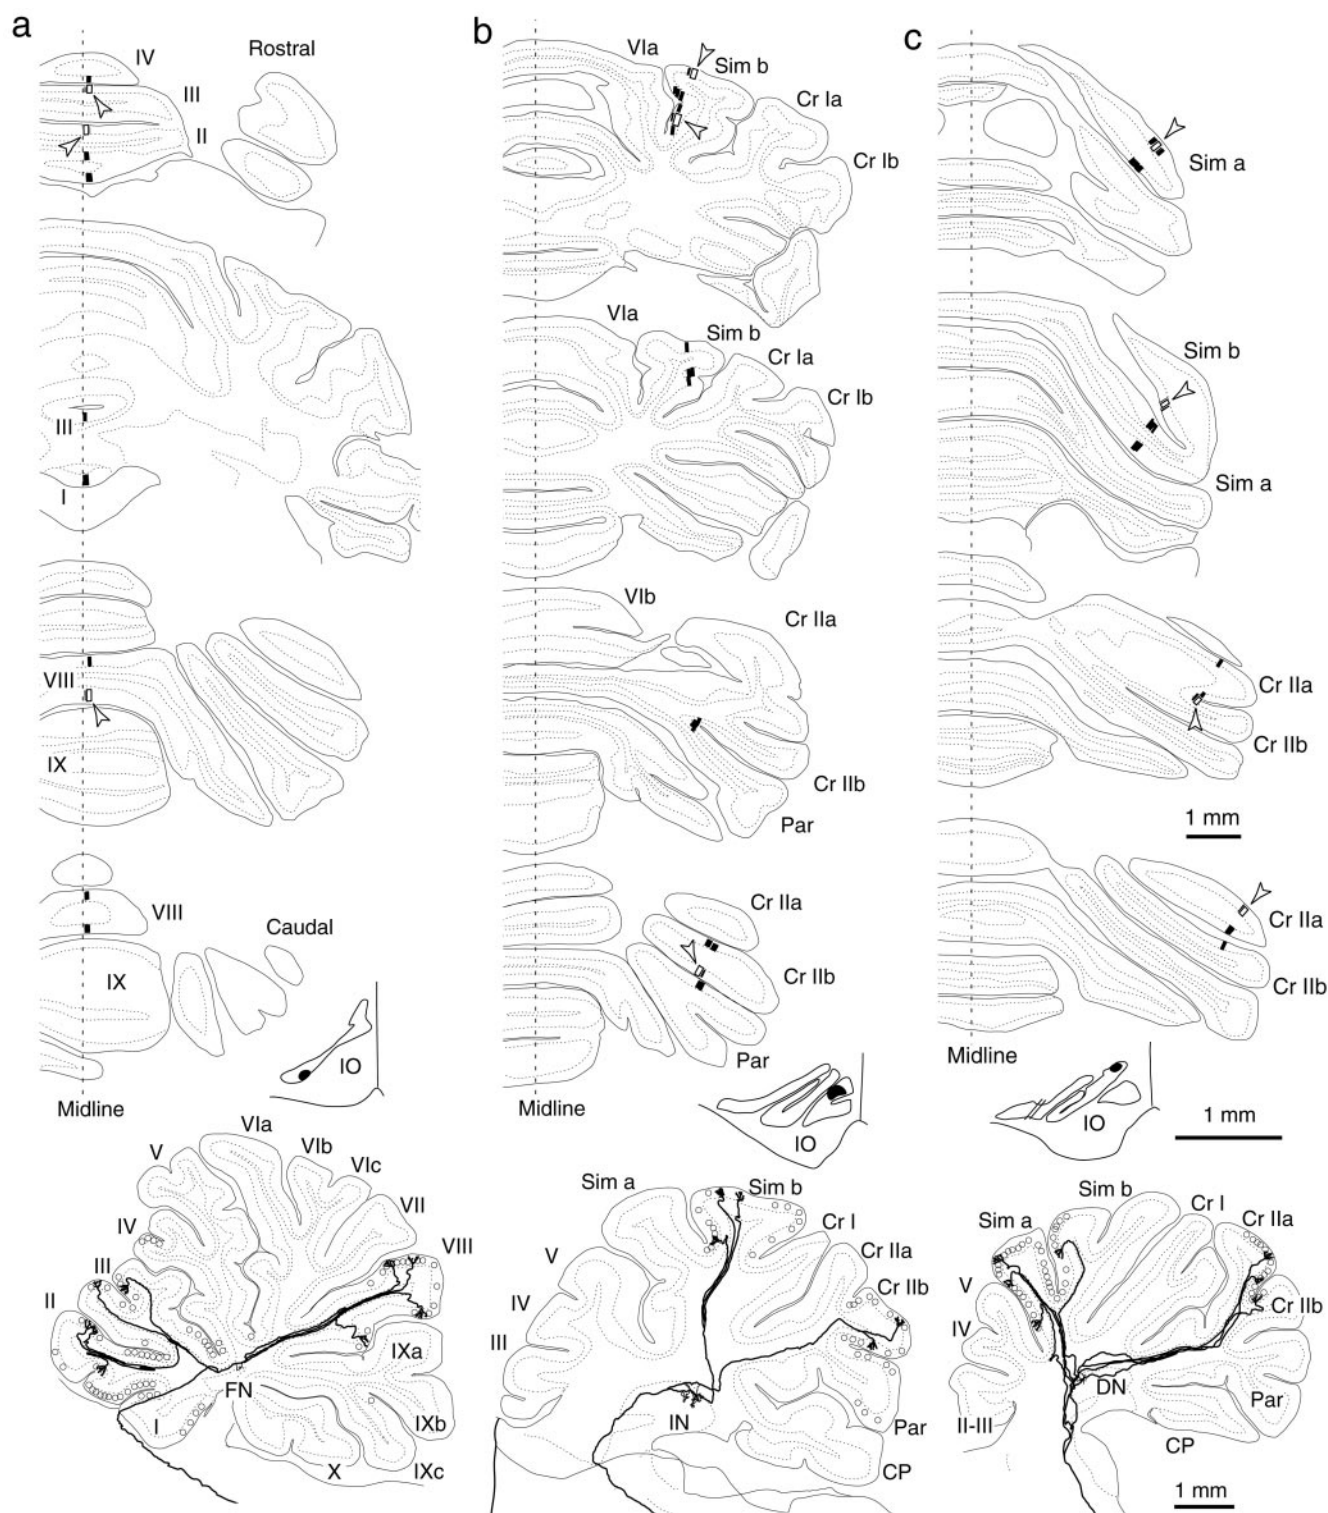 a
Rostral
IV
III
II
III
I
VIII
IX
VIII
Caudal
IX
IO
Midline
VIa
V
VIb
VIc
IV
VII
III
VIII
II
IXa
FN
I
IXb
X
IXc
b
VIa
Sim b
Cr Ia
Cr Ib
VIa
Sim b
Cr Ia
Cr Ib
VIb
Cr IIa
Cr IIb
Par
Cr IIa
Cr IIb
Par
Midline
IO
Sim a
Sim b
V
Cr I
Cr IIa
IV
Cr IIb
III
IN
Par
CP
c
Sim a
Sim b
Sim a
Cr IIa
Cr IIb
1 mm
Cr IIa
Cr IIb
Midline
IO
1 mm
Sim b
Cr I
Sim a
Cr IIa
V
Cr IIb
IV
DN
Par
II-III
CP
1 mm